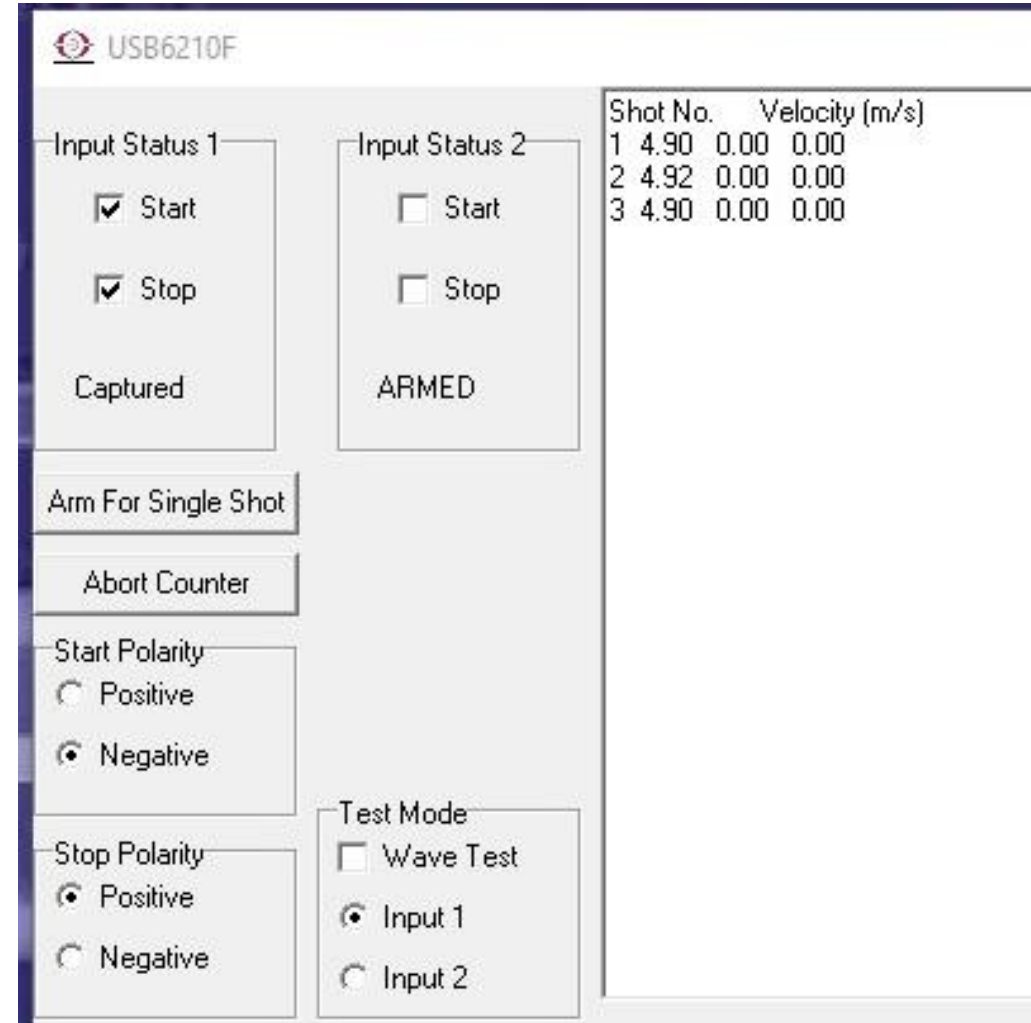 USB6210F
Input Status 1
Start
Stop
Captured
Input Status 2
Start
Stop
ARMED
Arm For Single Shot
Abort Counter
Start Polarity
Positive
Negative
Stop Polarity
Positive
Negative
Test Mode
Wave Test
Input 1
Input 2
Shot No. Velocity (m/s)
1 4.90 0.00 0.00
2 4.92 0.00 0.00
3 4.90 0.00 0.00